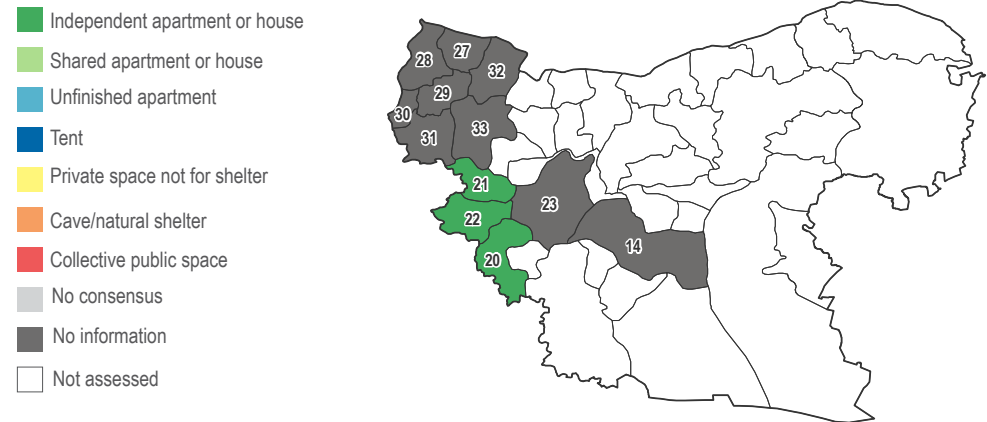 Independent apartment or house
Shared apartment or house
Unfinished apartment
Tent
Private space not for shelter
Cave/natural shelter
Collective public space
No consensus
No information
Not assessed
28
27
32
29
30
31
33
21
22
23
20
14